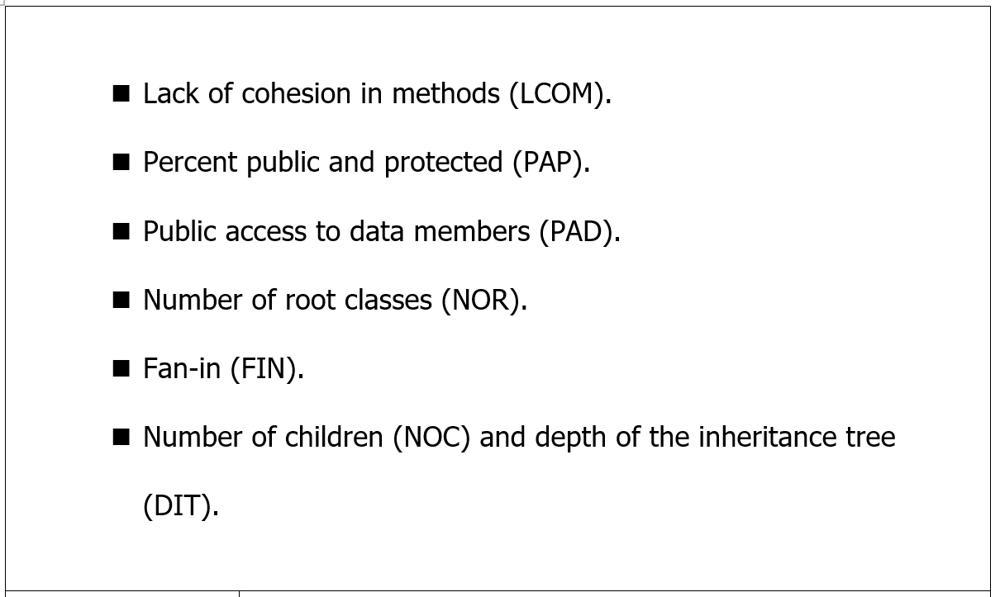 ■ Lack of cohesion in methods (LCOM).
■ Percent public and protected (PAP).
■ Public access to data members (PAD).
■ Number of root classes (NOR).
■ Fan-in (FIN).
■ Number of children (NOC) and depth of the inheritance tree
(DIT).